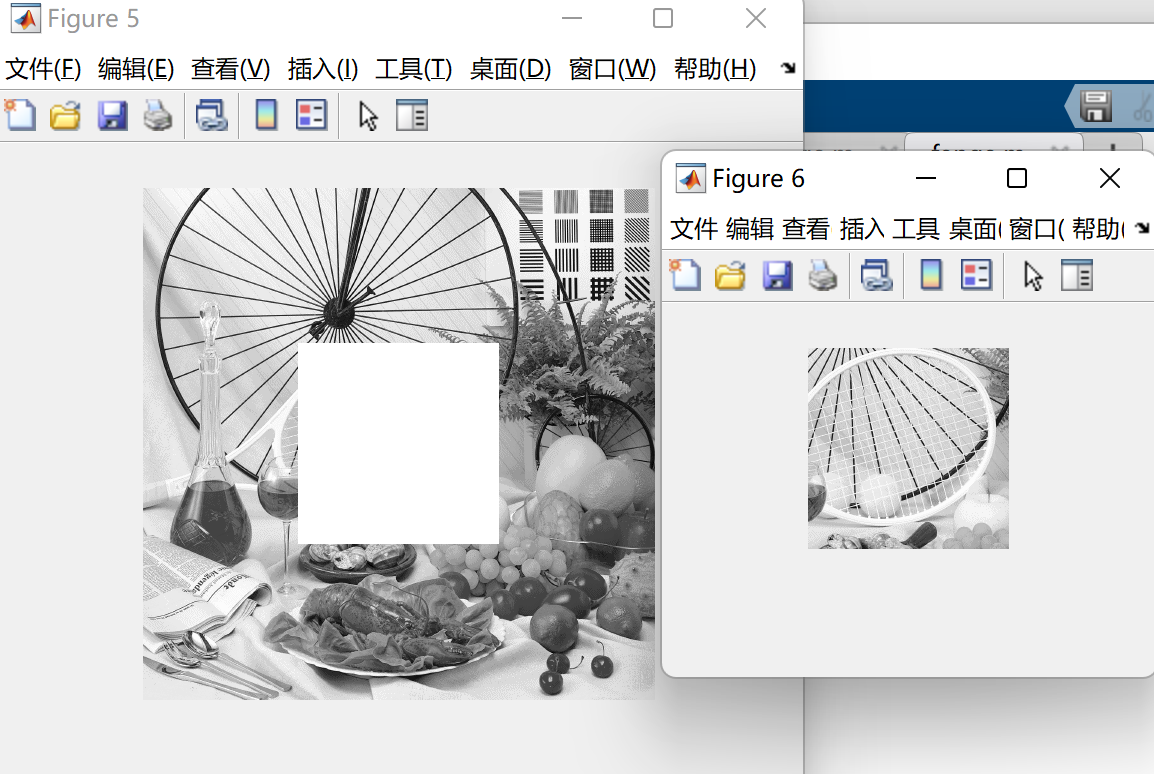 Figure 5
文件(F) 编辑(E) 查看(V) 插入(I) 工具(T) 桌面(D) 窗口(W) 帮助(H)
Figure 6
文件 编辑 查看 插入 工具 桌面( 窗口( 帮助(